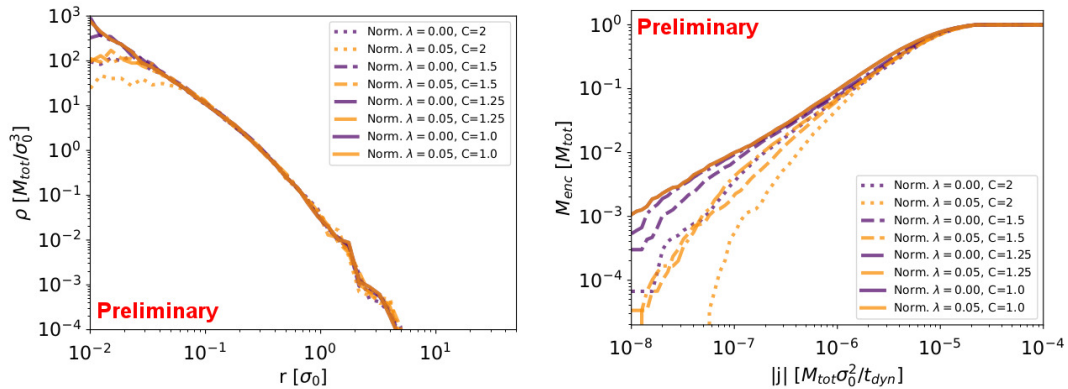 10³
10²
10¹
10⁰
10⁻¹
10⁻²
10⁻³
10⁻⁴
ρ [M_tot/σ₀³]
Norm. λ = 0.00, C=2
Norm. λ = 0.05, C=2
Norm. λ = 0.00, C=1.5
Norm. λ = 0.05, C=1.5
Norm. λ = 0.00, C=1.25
Norm. λ = 0.05, C=1.25
Norm. λ = 0.00, C=1.0
Norm. λ = 0.05, C=1.0
Preliminary
10⁻² 10⁻¹ 10⁰ 10¹
r [σ₀]
Preliminary
10⁰
10⁻¹
10⁻²
10⁻³
10⁻⁴
M_enc [M_tot]
Norm. λ = 0.00, C=2
Norm. λ = 0.05, C=2
Norm. λ = 0.00, C=1.5
Norm. λ = 0.05, C=1.5
Norm. λ = 0.00, C=1.25
Norm. λ = 0.05, C=1.25
Norm. λ = 0.00, C=1.0
Norm. λ = 0.05, C=1.0
10⁻⁸ 10⁻⁷ 10⁻⁶ 10⁻⁵ 10⁻⁴
|j| [M_totσ₀²/t_dyn]